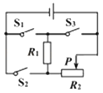 S₁ S₃
R₁ P
S₂ R₂